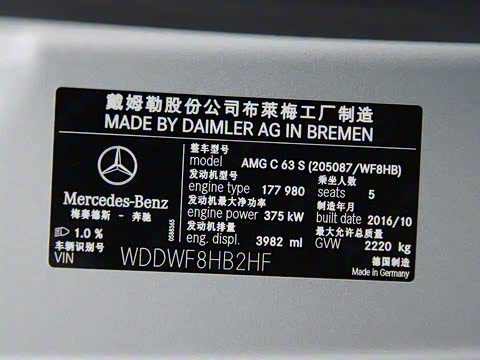 戴姆勒股份公司布萊梅工厂制造
MADE BY DAIMLER AG IN BREMEN
整车型号
model AMG C 63 S (205087/WF8HB)
发动机型号 乘坐人数
engine type 177 980 seats 5
发动机最大净功率 制造年月
engine power 375 kW built date 2016/10
发动机排量 最大允许总质量
eng. displ. 3982 ml GVW 2220 kg
Mercedes-Benz
梅赛德斯 - 奔驰
0588365
1.0 %
车辆识别号
VIN WDDWF8HB2HF
德国制造
Made in Germany